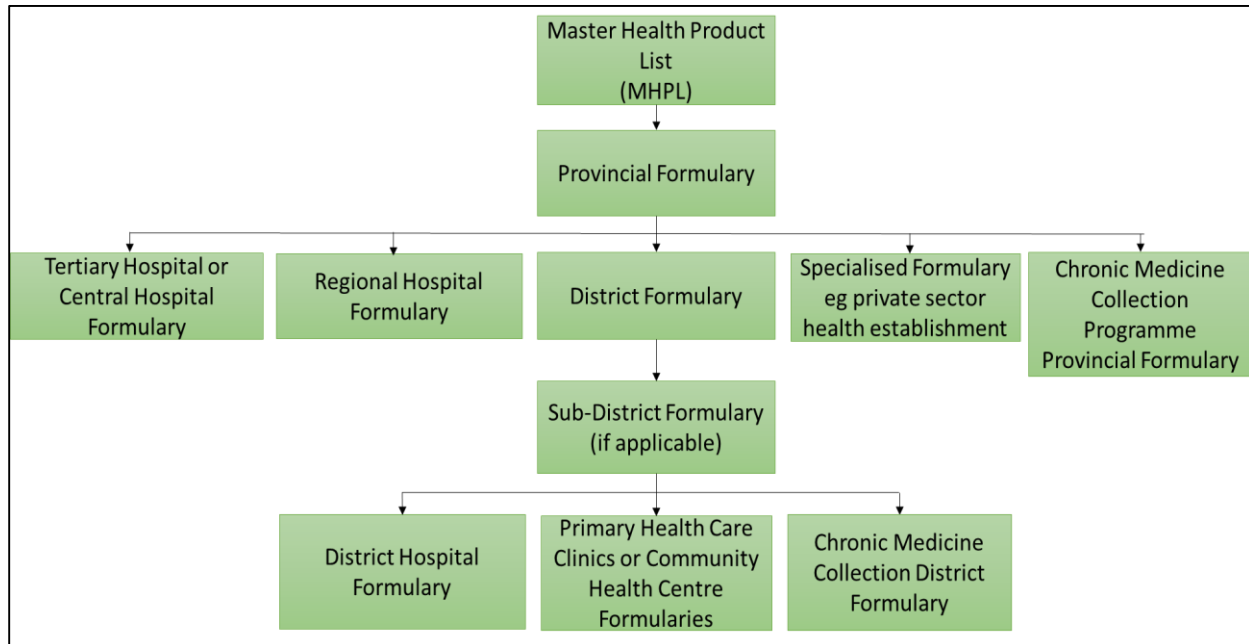 Master Health Product
List
(MHPL)
Provincial Formulary
Tertiary Hospital or
Central Hospital
Formulary
Regional Hospital
Formulary
District Formulary
Specialised Formulary
eg private sector
health establishment
Chronic Medicine
Collection
Programme
Provincial Formulary
Sub-District Formulary
(if applicable)
District Hospital
Formulary
Primary Health Care
Clinics or Community
Health Centre
Formularies
Chronic Medicine
Collection District
Formulary